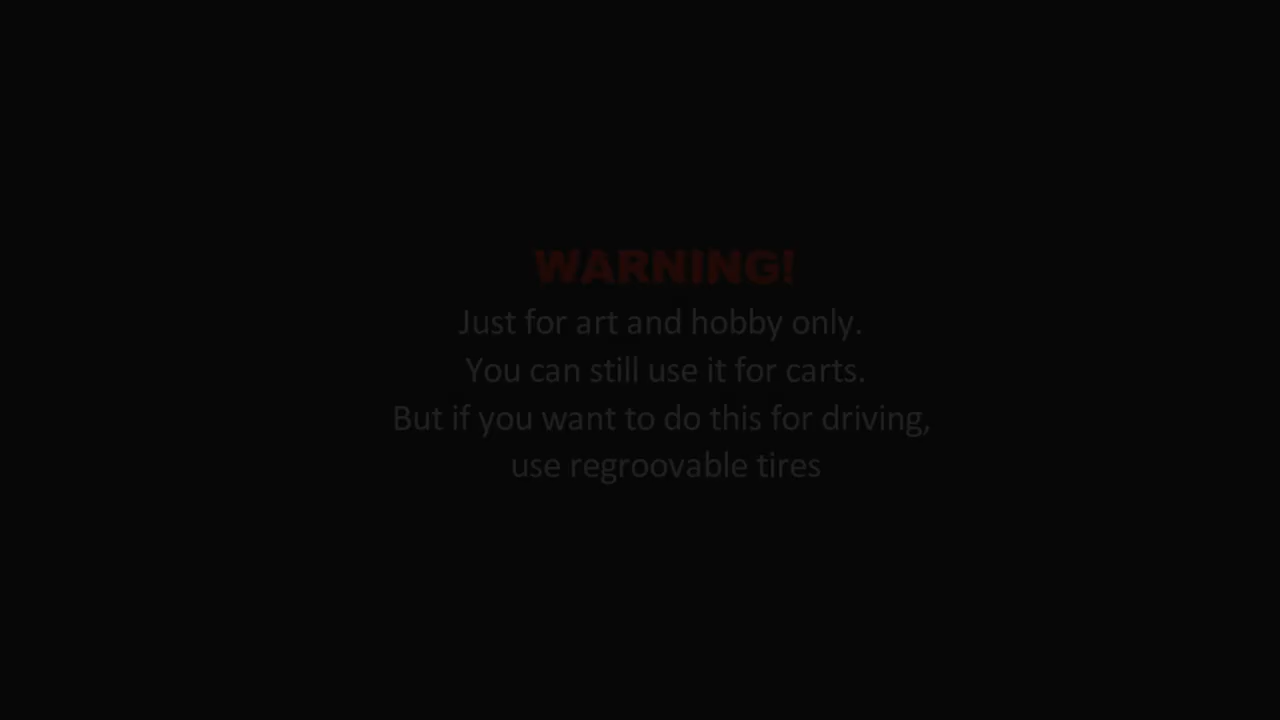 WARNING!
Just for art and hobby only.
You can still use it for carts.
But if you want to do this for driving,
use regroovable tires